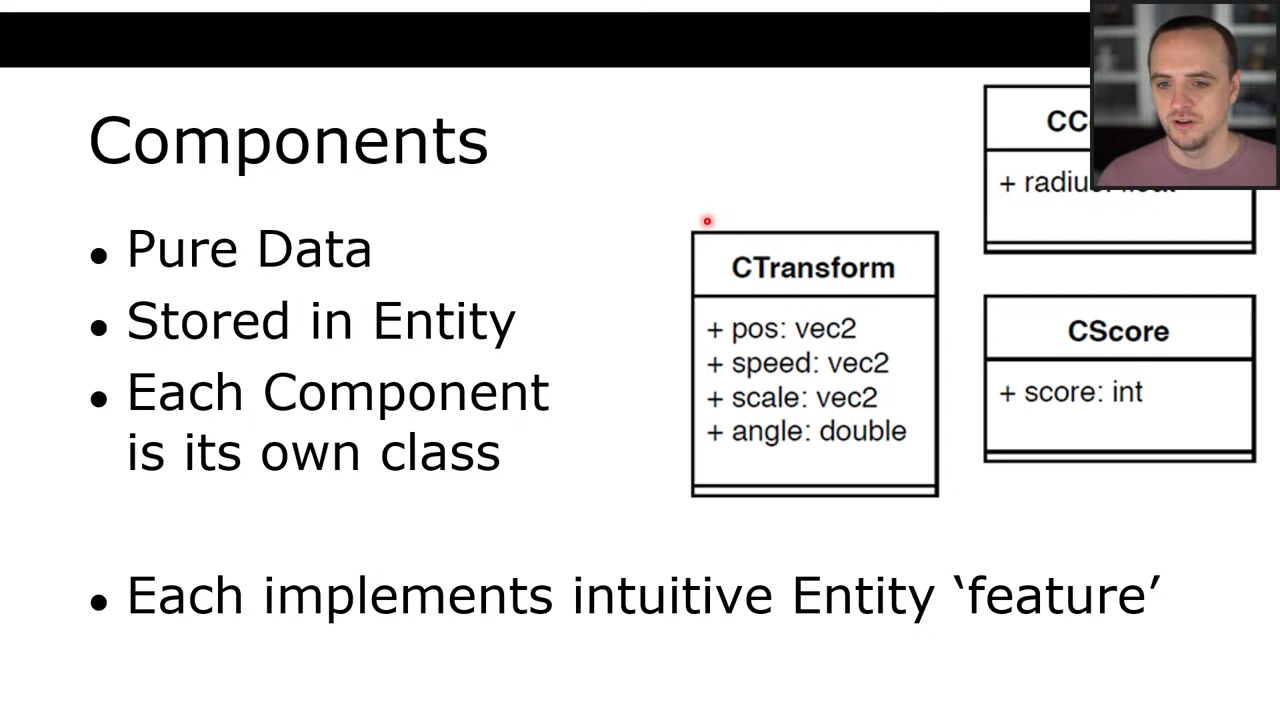 Components
• Pure Data
• Stored in Entity
• Each Component
is its own class
• Each implements intuitive Entity ‘feature’
CTransform
+ pos: vec2
+ speed: vec2
+ scale: vec2
+ angle: double
+ radius: float
CScore
+ score: int